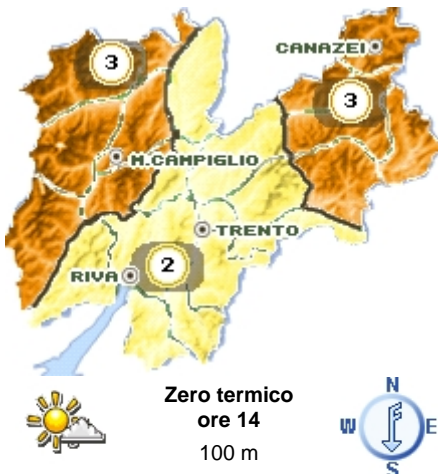 3
CANAZEI
3
M.CAMPIGLIO
TRENTO
2
RIVA
Zero termico
ore 14
100 m
N
W E
S